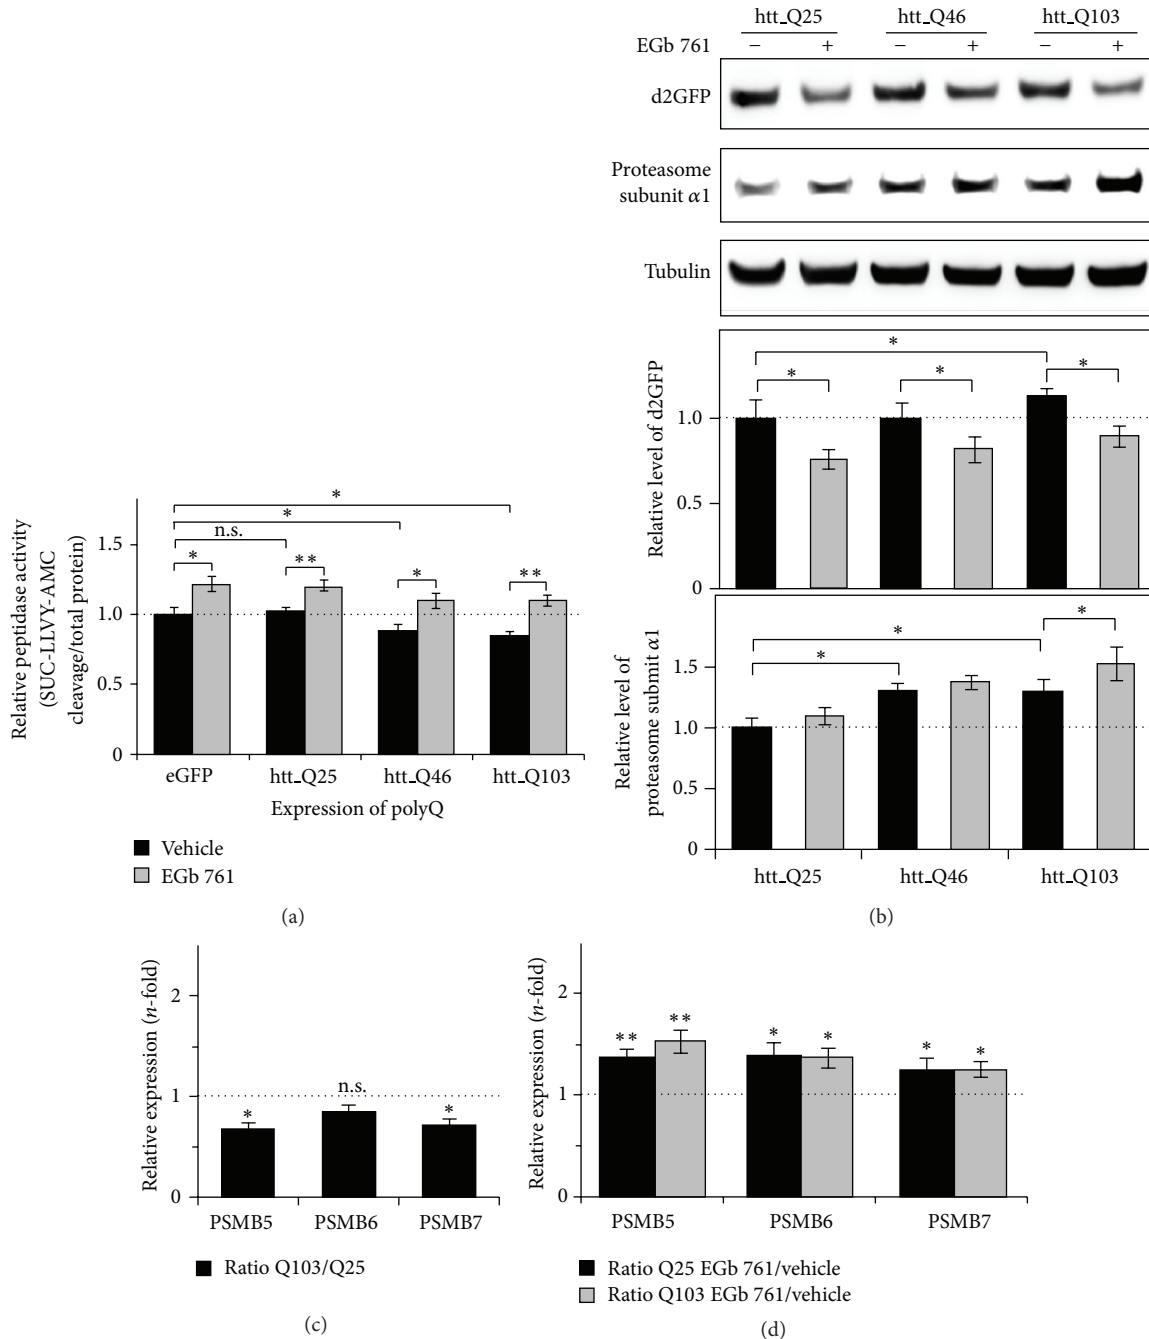 htt_Q25 htt_Q46 htt_Q103
EGb 761 − + − + − +
d2GFP
Proteasome
subunit α1
Tubulin
Relative level of d2GFP
1.0
0.5
0
* * * *
Relative level of
proteasome submit α1
1.5
1.0
0.5
0
* * *
htt_Q25 htt_Q46 htt_Q103
(b)
Relative peptidase activity
(SUC-LLVY-AMC
cleavage/total protein)
1.5
1.0
0.5
0
*
*
n.s.
* ** * **
eGFP htt_Q25 htt_Q46 htt_Q103
Expression of polyQ
Vehicle
EGb 761
(a)
Relative expression (n-fold)
2
1
0
* n.s. *
PSMB5 PSMB6 PSMB7
Ratio Q103/Q25
(c)
Relative expression (n-fold)
2
1
0
** ** * * * *
PSMB5 PSMB6 PSMB7
Ratio Q25 EGb 761/vehicle
Ratio Q103 EGb 761/vehicle
(d)